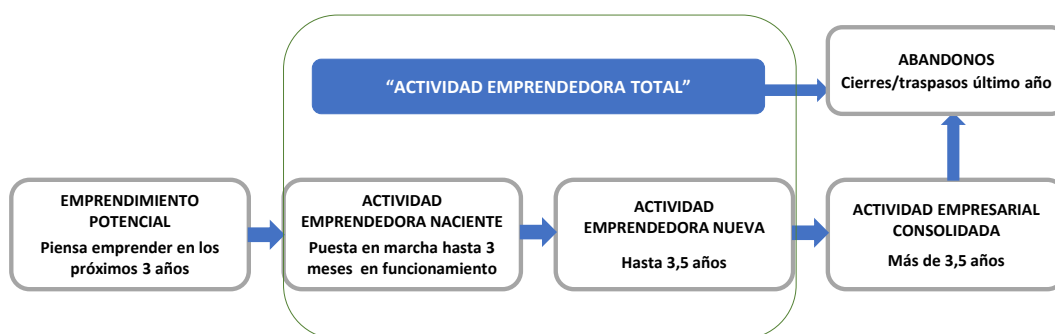 “ACTIVIDAD EMPRENDEDORA TOTAL”
ABANDONOS
Cierres/traspasos último año
EMPRENDIMIENTO
POTENCIAL
Piensa emprender en los
próximos 3 años
ACTIVIDAD
EMPRENDEDORA NACIENTE
Puesta en marcha hasta 3
meses en funcionamiento
ACTIVIDAD
EMPRENDEDORA NUEVA
Hasta 3,5 años
ACTIVIDAD EMPRESARIAL
CONSOLIDADA
Más de 3,5 años